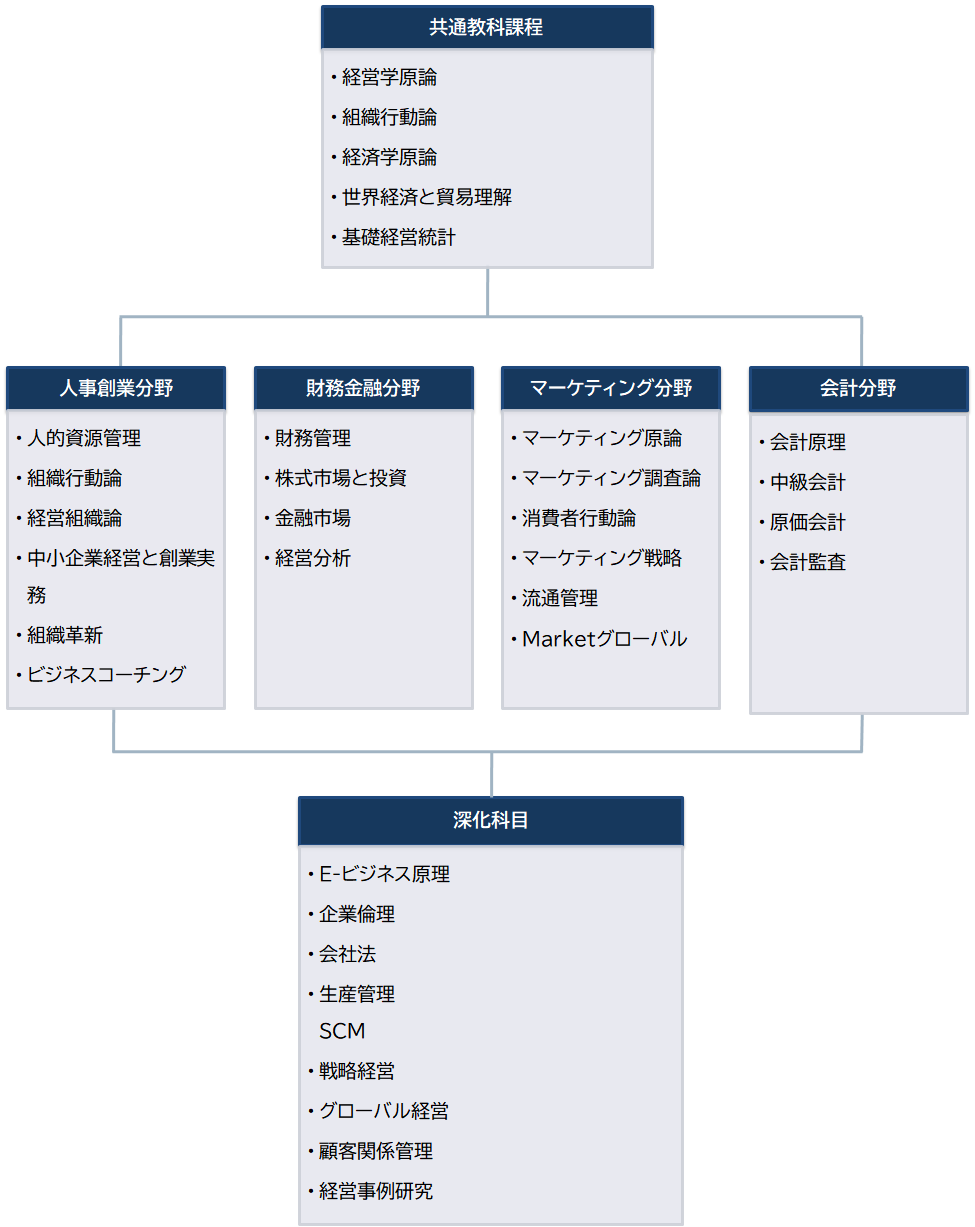 共通教科課程
・経営学原論
・組織行動論
・経済学原論
・世界経済と貿易理解
・基礎経営統計
人事創業分野
・人的資源管理
・組織行動論
・経営組織論
・中小企業経営と創業実
務
・組織革新
・ビジネスコーチング
財務金融分野
・財務管理
・株式市場と投資
・金融市場
・経営分析
マーケティング分野
・マーケティング原論
・マーケティング調査論
・消費者行動論
・マーケティング戦略
・流通管理
・Marketグローバル
会計分野
・会計原理
・中級会計
・原価会計
・会計監査
深化科目
・E-ビジネス原理
・企業倫理
・会社法
・生産管理
SCM
・戦略経営
・グローバル経営
・顧客関係管理
・経営事例研究